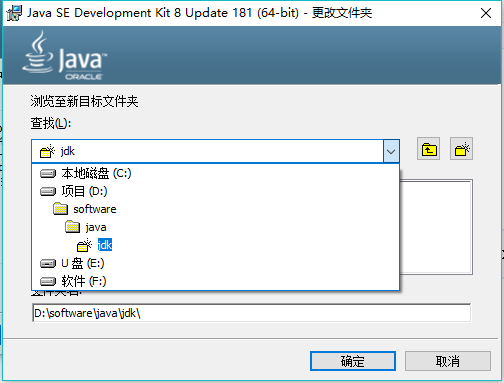 Java SE Development Kit 8 Update 181 (64-bit) - 更改文件夹
Java™
ORACLE
浏览至新目标文件夹
查找(L):
jdk
本地磁盘 (C:)
项目 (D:)
software
java
jdk
U 盘 (E:)
软件 (F:)
D:\software\java\jdk\
确定
取消